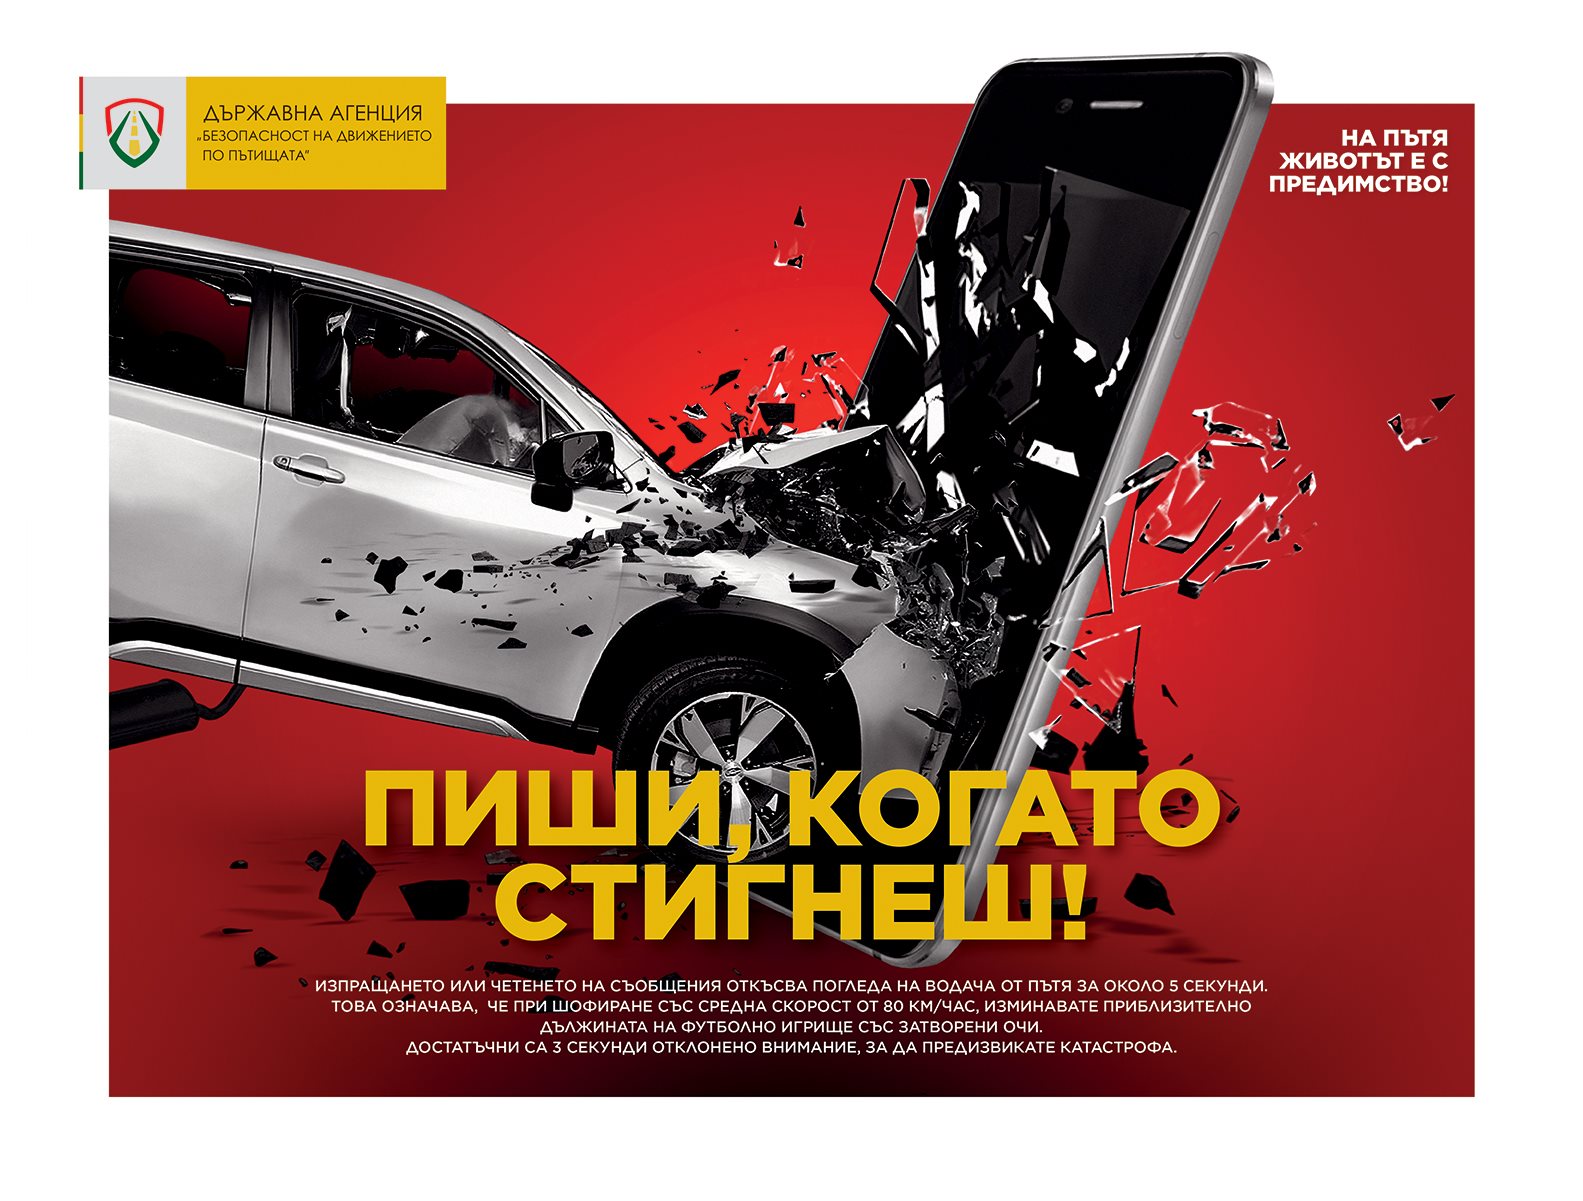 ДЪРЖАВНА АГЕНЦИЯ
„БЕЗОПАСНОСТ НА ДВИЖЕНИЕТО
ПО ПЪТИЩАТА"
НА ПЪТЯ
ЖИВОТЪТ Е С
ПРЕДИМСТВО!
ПИШИ, КОГАТО
СТИГНЕШ!
ИЗПРАЩАНЕТО ИЛИ ЧЕТЕНЕТО НА СЪОБЩЕНИЯ ОТКЪСВА ПОГЛЕДА НА ВОДАЧА ОТ ПЪТЯ ЗА ОКОЛО 5 СЕКУНДИ.
ТОВА ОЗНАЧАВА, ЧЕ ПРИ ШОФИРАНЕ СЪС СРЕДНА СКОРОСТ ОТ 80 КМ/ЧАС, ИЗМИНАВАТЕ ПРИБЛИЗИТЕЛНО
ДЪЛЖИНАТА НА ФУТБОЛНО ИГРИЩЕ СЪС ЗАТВОРЕНИ ОЧИ.
ДОСТАТЪЧНИ СА 3 СЕКУНДИ ОТКЛОНЕНО ВНИМАНИЕ, ЗА ДА ПРЕДИЗВИКАТЕ КАТАСТРОФА.